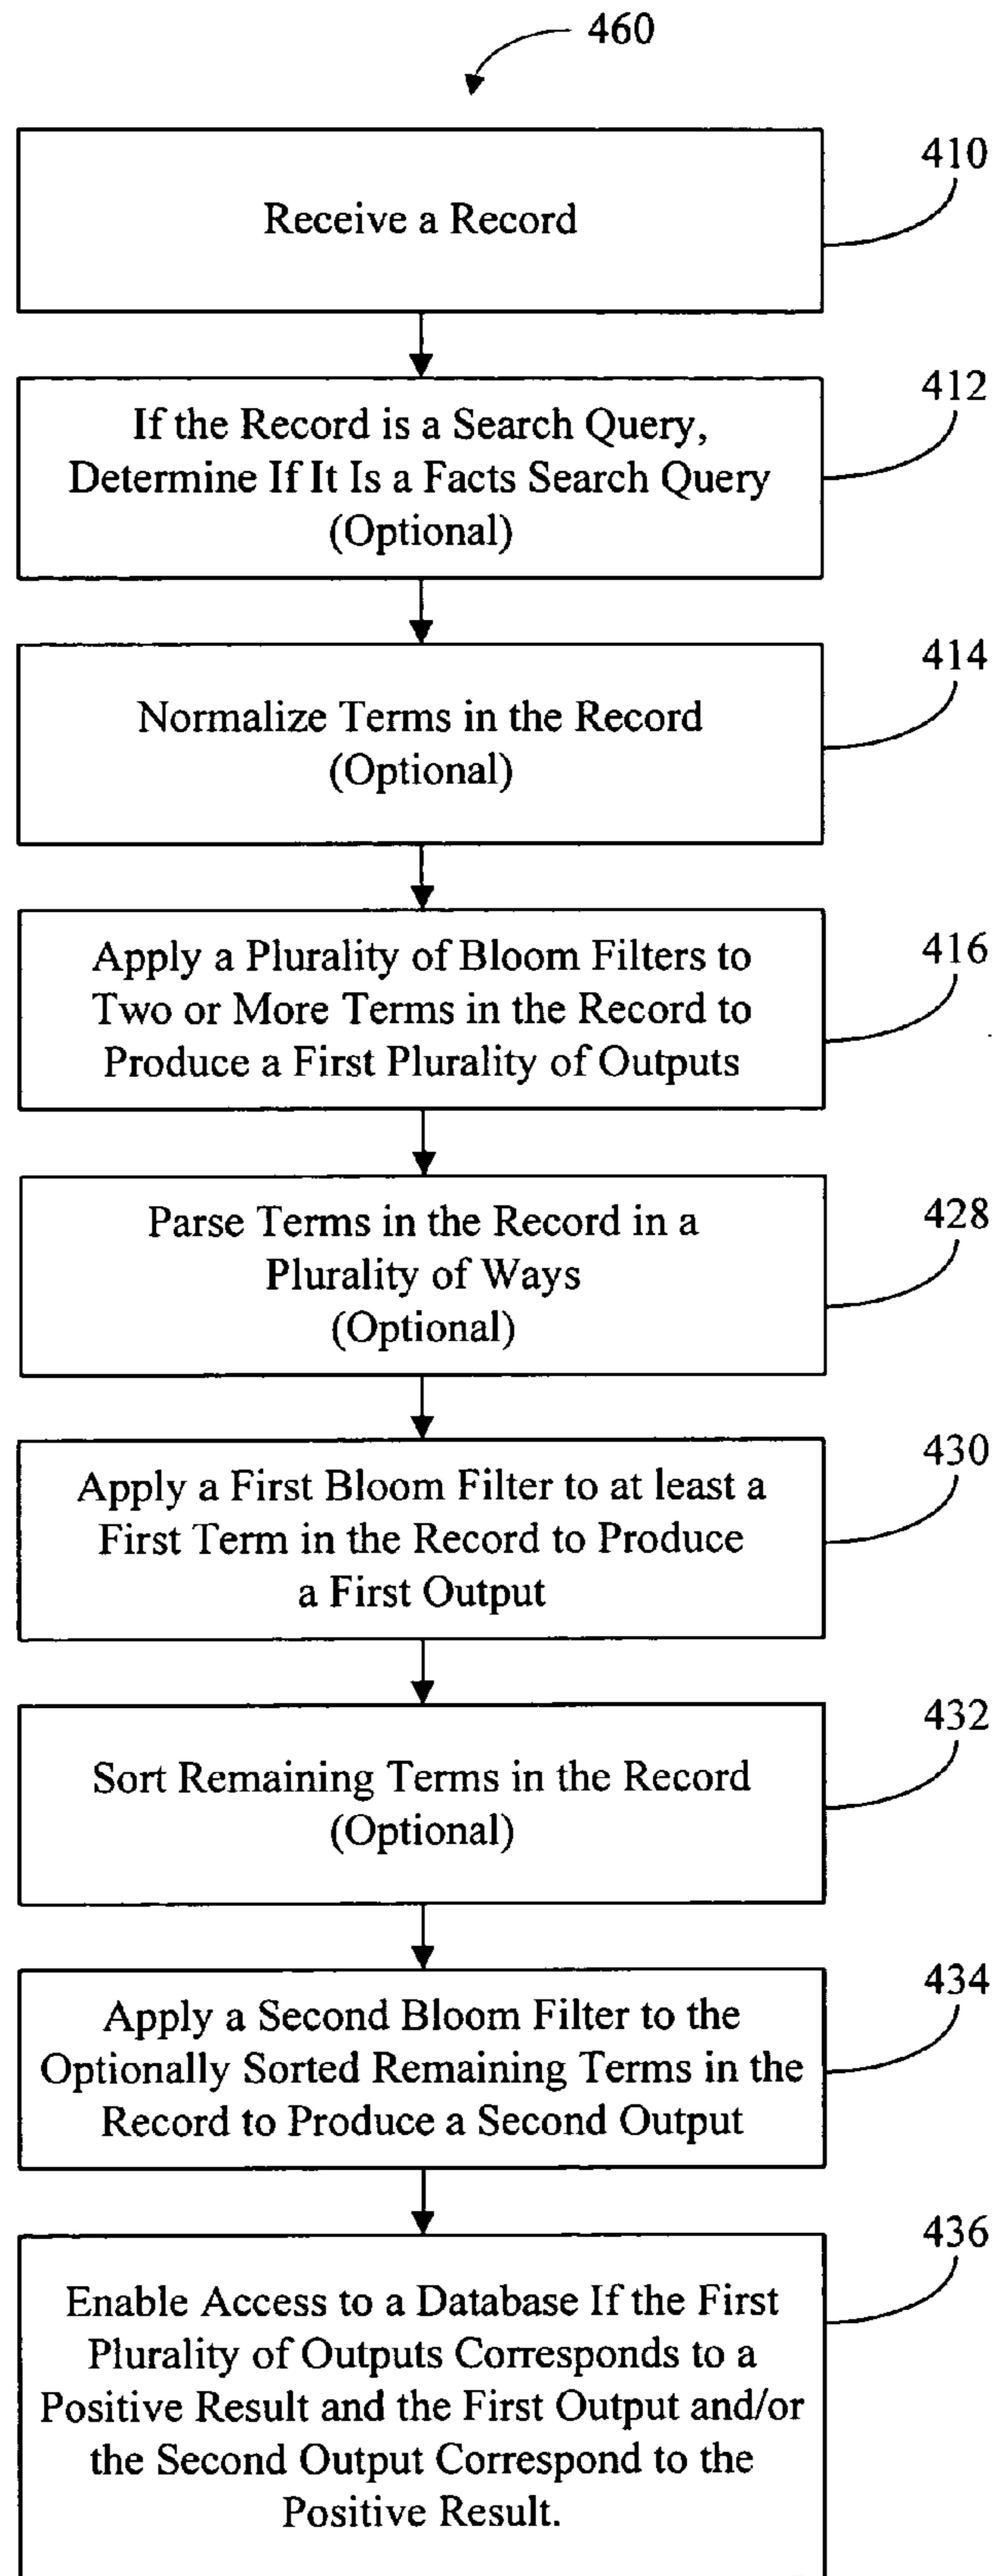 460
410
Receive a Record
412
If the Record is a Search Query,
Determine If It Is a Facts Search Query
(Optional)
414
Normalize Terms in the Record
(Optional)
416
Apply a Plurality of Bloom Filters to
Two or More Terms in the Record to
Produce a First Plurality of Outputs
428
Parse Terms in the Record in a
Plurality of Ways
(Optional)
430
Apply a First Bloom Filter to at least a
First Term in the Record to Produce
a First Output
432
Sort Remaining Terms in the Record
(Optional)
434
Apply a Second Bloom Filter to the
Optionally Sorted Remaining Terms in the
Record to Produce a Second Output
436
Enable Access to a Database If the First
Plurality of Outputs Corresponds to a
Positive Result and the First Output and/or
the Second Output Correspond to the
Positive Result.